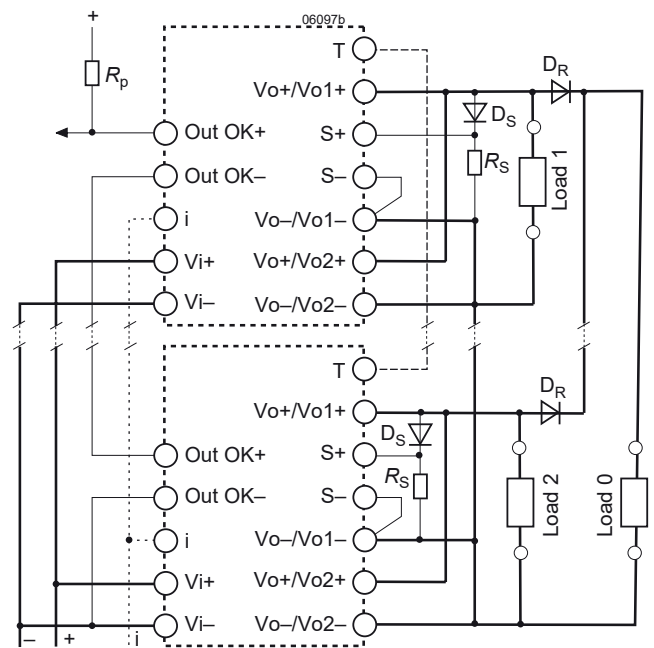 06097b
+
Rp
T
Vo+/Vo1+
DR
DS
Out OK+
S+
RS
Load 1
Out OK–
S–
i
Vo–/Vo1–
Vi+
Vo+/Vo2+
Vi–
Vo–/Vo2–
T
Vo+/Vo1+
DR
DS
Out OK+
S+
RS
Out OK–
S–
Load 2
Load 0
i
Vo–/Vo1–
Vi+
Vo+/Vo2+
Vi–
Vo–/Vo2–
– + i